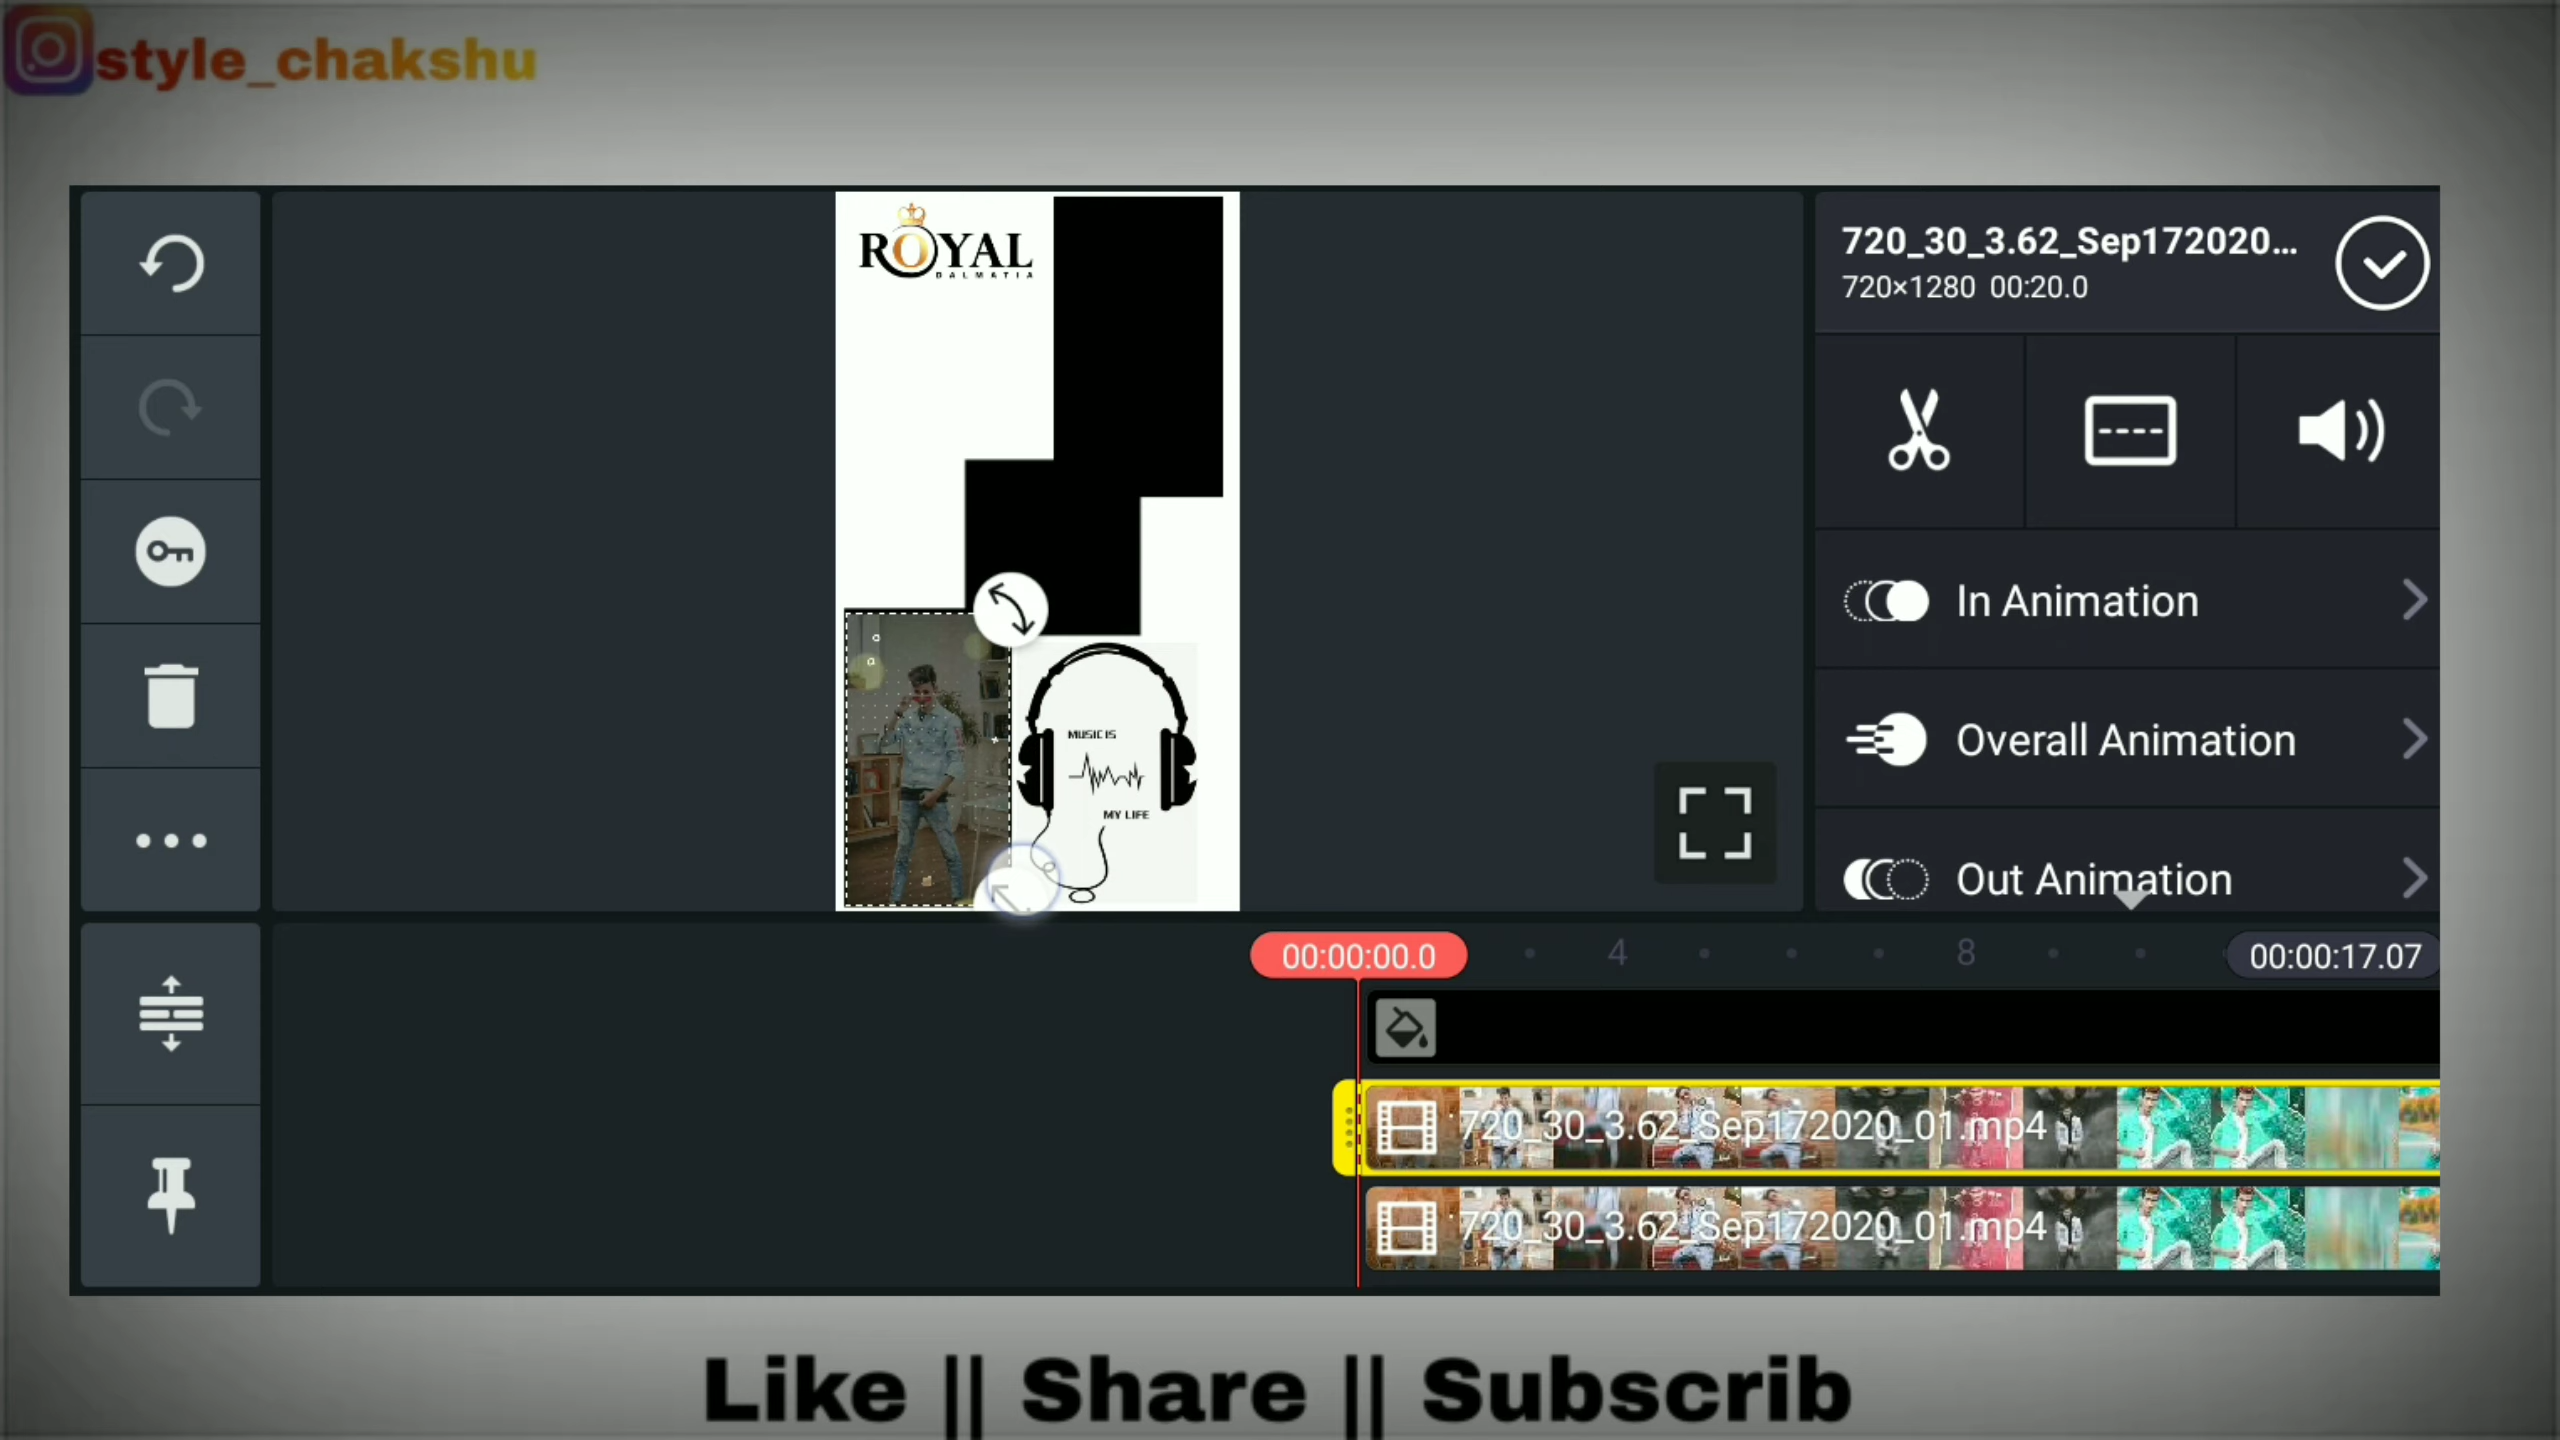 style_chakshu
ROYAL
DALMATIA
720_30_3.62_Sep172020...
720×1280 00:20.0
In Animation
Overall Animation
Out Animation
MUSIC IS
MY LIFE
00:00:00.0
4
8
00:00:17.07
720_30_3.62_Sep172020_01.mp4
720_30_3.62_Sep172020_01.mp4
Like || Share || Subscrib